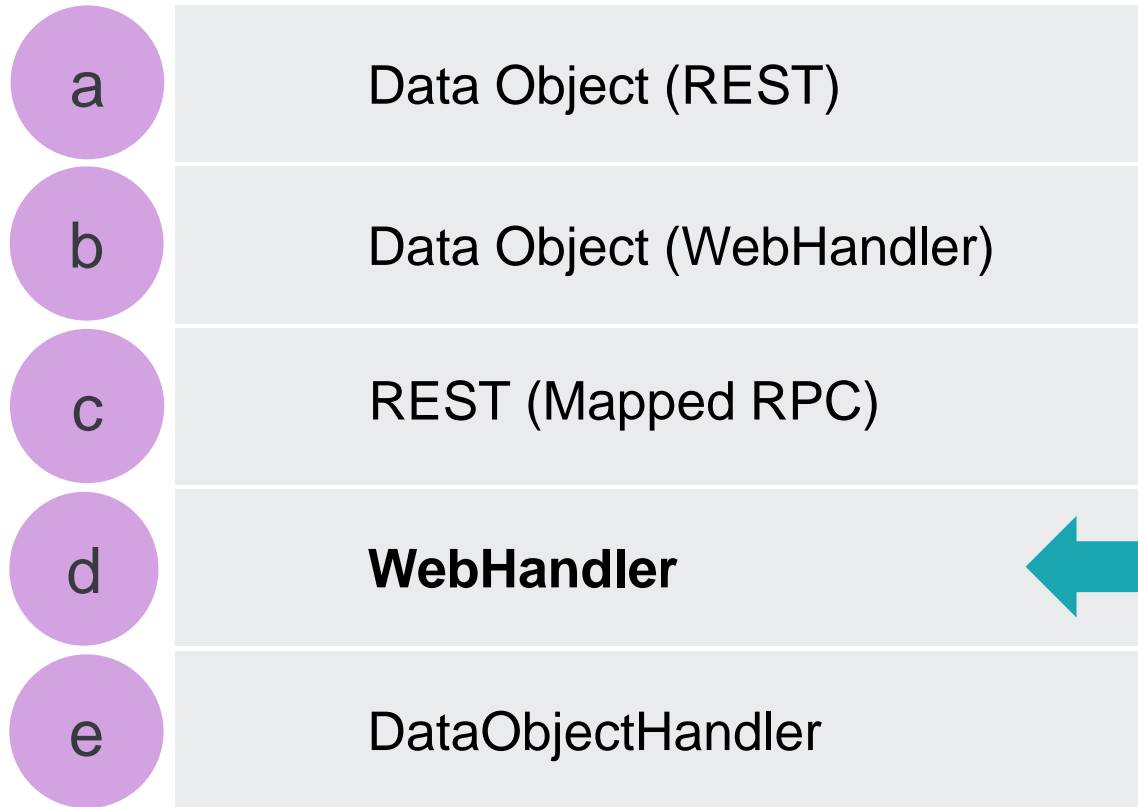 a Data Object (REST)
b Data Object (WebHandler)
c REST (Mapped RPC)
d WebHandler
e DataObjectHandler